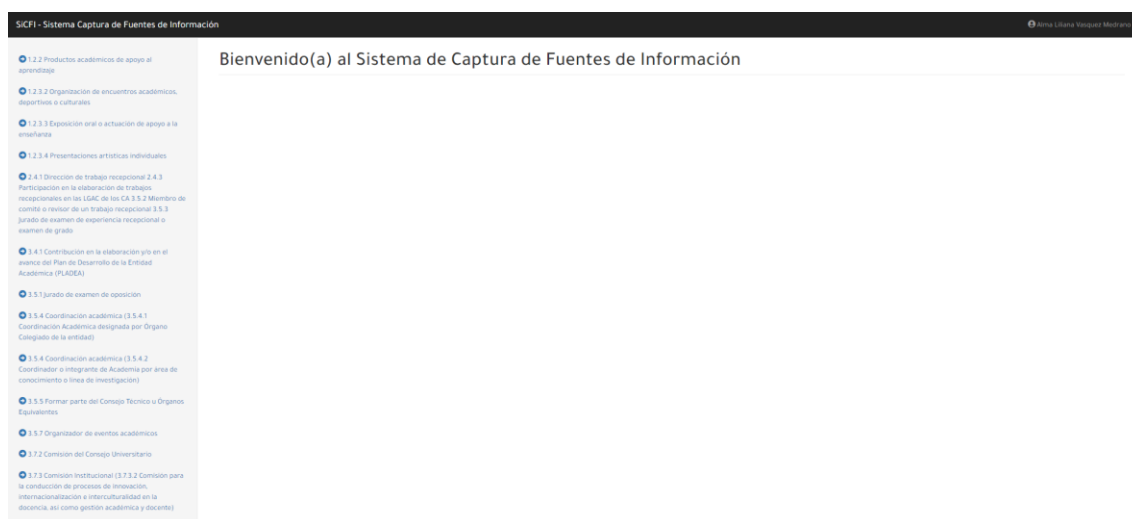 SiCFI - Sistema Captura de Fuentes de Información
Alma Liliana Vasquez Medrano
1.2.2 Productos académicos de apoyo al
aprendizaje
1.2.3.2 Organización de encuentros académicos,
deportivos o culturales
1.2.3.3 Exposición oral o actuación de apoyo a la
enseñanza
1.2.3.4 Presentaciones artísticas individuales
2.4.1 Dirección de trabajo recepcional 2.4.3
Participación en la elaboración de trabajos
recepcionales en las LGAC de los CA 3.5.2 Miembro de
comité o revisor de un trabajo recepcional 3.5.3
Jurado de examen de experiencia recepcional o
examen de grado
3.4.1 Contribución en la elaboración y/o en el
avance del Plan de Desarrollo de la Entidad
Académica (PLADEA)
3.5.1 Jurado de examen de oposición
3.5.4 Coordinación académica (3.5.4.1
Coordinación Académica designada por Órgano
Colegiado de la entidad)
3.5.4 Coordinación académica (3.5.4.2
Coordinador o integrante de Academia por área de
conocimiento o línea de investigación)
3.5.5 Formar parte del Consejo Técnico u Órganos
Equivalentes
3.5.7 Organizador de eventos académicos
3.7.2 Comisión del Consejo Universitario
3.7.3 Comisión Institucional (3.7.3.2 Comisión para
la conducción de procesos de innovación,
internacionalización e interculturalidad en la
docencia, así como gestión académica y docente)
Bienvenido(a) al Sistema de Captura de Fuentes de Información